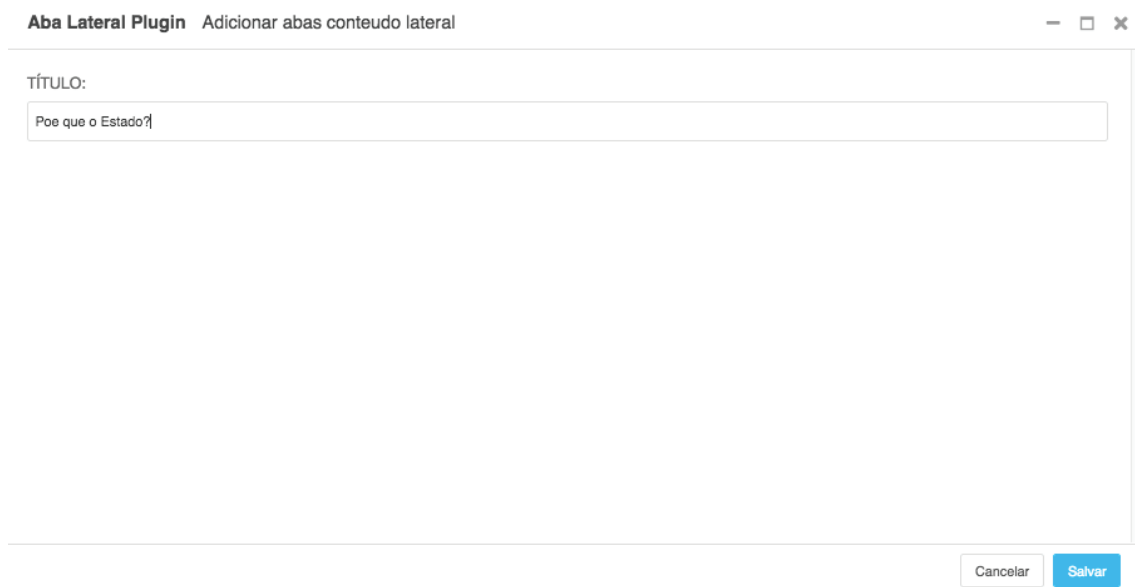 Aba Lateral Plugin Adicionar abas conteudo lateral
TÍTULO:
Poe que o Estado?
Cancelar Salvar